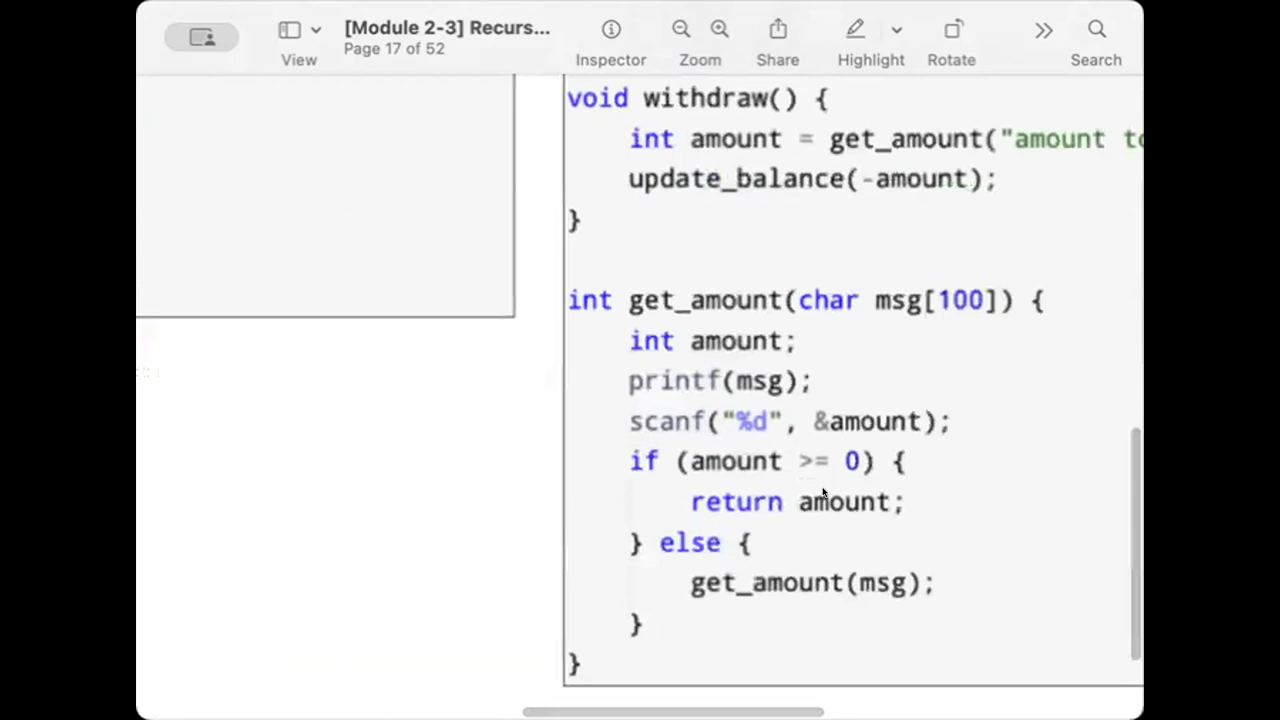 [Module 2-3] Recurs...
Page 17 of 52
View
Inspector
Zoom
Share
Highlight
Rotate
Search
void withdraw() {
    int amount = get_amount("amount to
    update_balance(-amount);
}
int get_amount(char msg[100]) {
    int amount;
    printf(msg);
    scanf("%d", &amount);
    if (amount >= 0) {
        return amount;
    } else {
        get_amount(msg);
    }
}